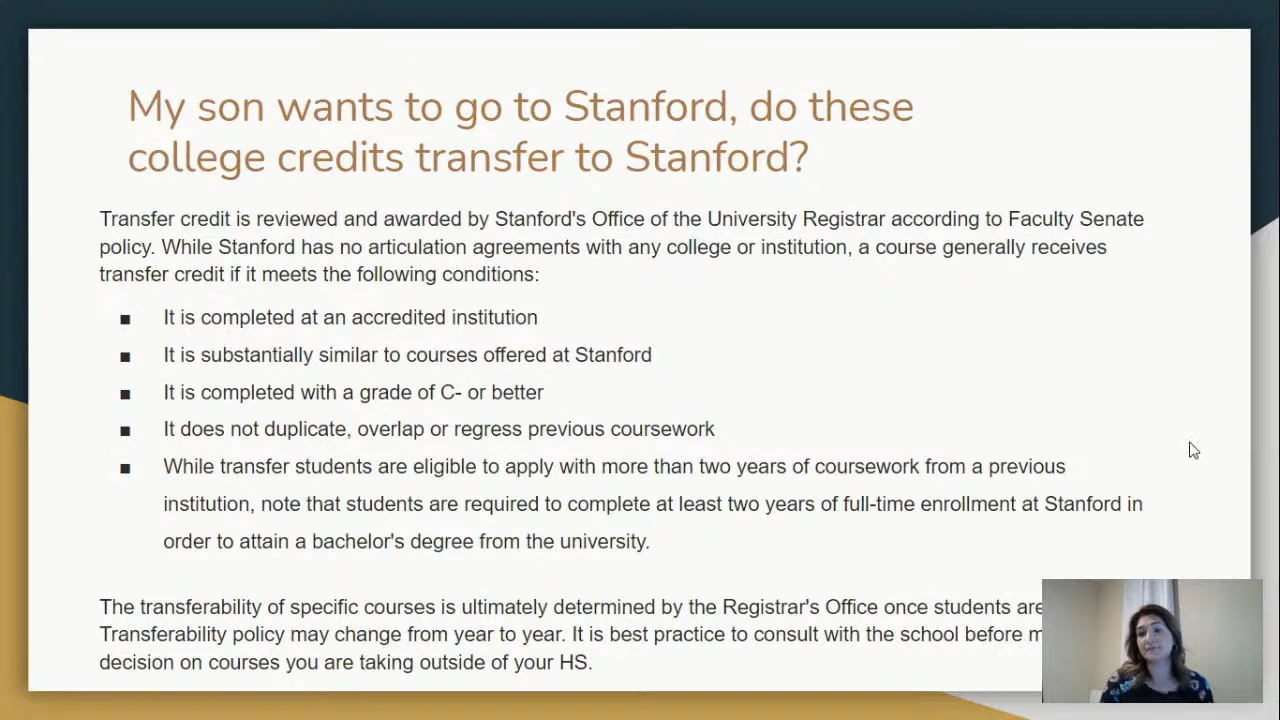 My son wants to go to Stanford, do these
college credits transfer to Stanford?
Transfer credit is reviewed and awarded by Stanford's Office of the University Registrar according to Faculty Senate
policy. While Stanford has no articulation agreements with any college or institution, a course generally receives
transfer credit if it meets the following conditions:
■ It is completed at an accredited institution
■ It is substantially similar to courses offered at Stanford
■ It is completed with a grade of C- or better
■ It does not duplicate, overlap or regress previous coursework
■ While transfer students are eligible to apply with more than two years of coursework from a previous
institution, note that students are required to complete at least two years of full-time enrollment at Stanford in
order to attain a bachelor's degree from the university.
The transferability of specific courses is ultimately determined by the Registrar's Office once students are
Transferability policy may change from year to year. It is best practice to consult with the school before
decision on courses you are taking outside of your HS.